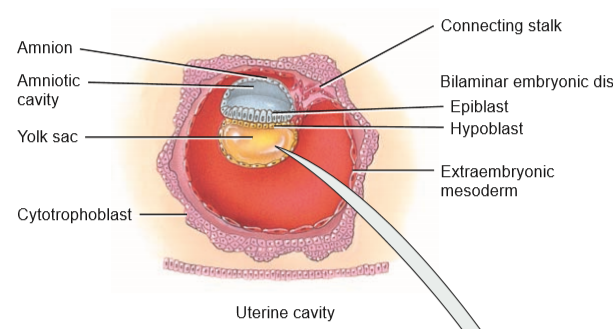 Connecting stalk
Amnion
Amniotic
cavity
Bilaminar embryonic dis
Epiblast
Hypoblast
Yolk sac
Extraembryonic
mesoderm
Cytotrophoblast
Uterine cavity